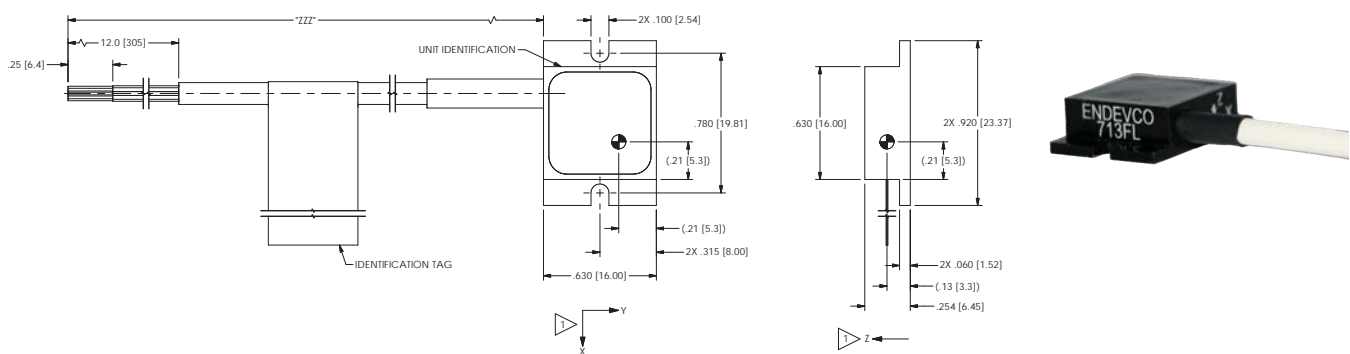 "ZZZ"
2X .100 [2.54]
12.0 [305]
UNIT IDENTIFICATION
.25 [6.4]
.780 [19.81]
(.21 [5.3])
(.21 [5.3])
2X .315 [8.00]
.630 [16.00]
IDENTIFICATION TAG
1
Y
X
.630 [16.00]
2X .920 [23.37]
(.21 [5.3])
2X .060 [1.52]
(.13 [3.3])
.254 [6.45]
1
Z
ENDEVCO
713FL
Z